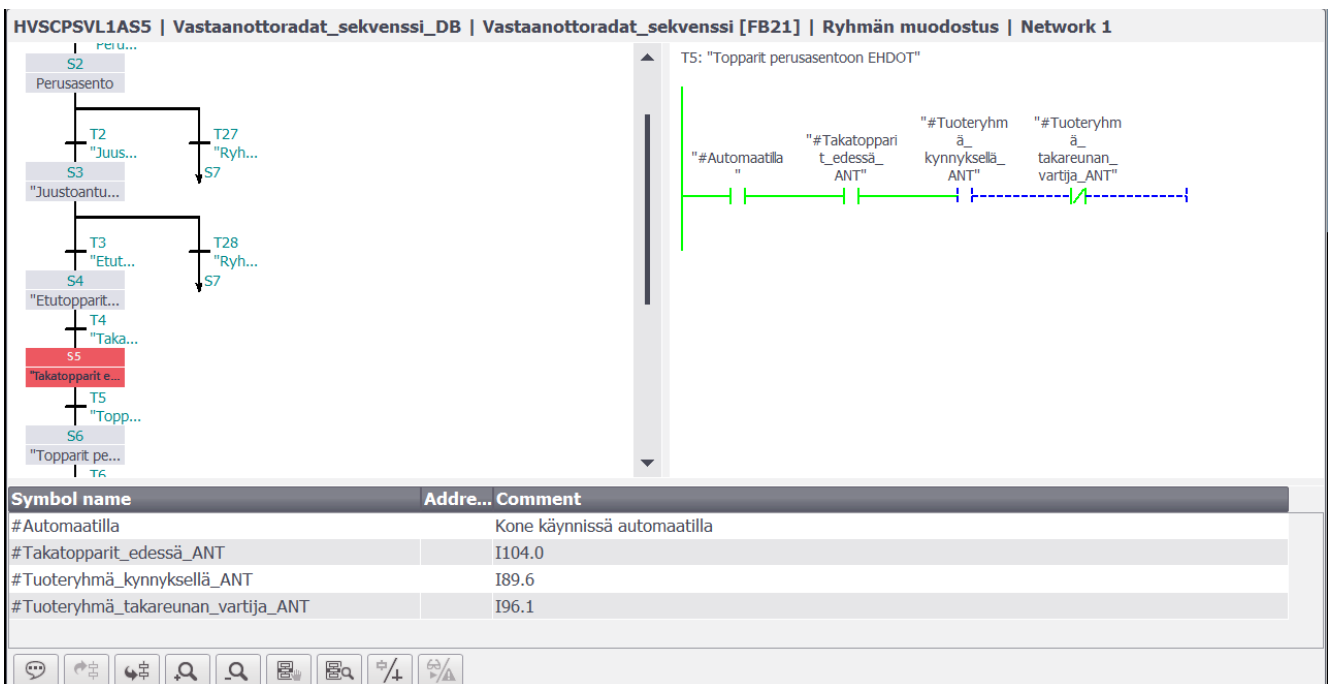 HVSCPSVL1AS5 | Vastaanottoradat_sekvenssi_DB | Vastaanottoradat_sekvenssi [FB21] | Ryhmän muodostus | Network 1
"Peru...
S2
Perusasento
T2
"Juus...
T27
"Ryh...
S7
S3
"Juustoantu...
T3
"Etut...
T28
"Ryh...
S7
S4
"Etutopparit...
T4
"Taka...
S5
"Takatopparit e...
T5
"Topp...
S6
"Topparit pe...
T6
T5: "Topparit perusasentoon EHDOT"
"#Automaatilla
"
"#Takatoppari
t_edessä_
ANT"
"#Tuoteryhm
ä_
kynnyksellä_
ANT"
"#Tuoteryhm
ä_
takareunan_
vartija_ANT"
Symbol name Addre... Comment
#Automaatilla Kone käynnissä automaatilla
#Takatopparit_edessä_ANT I104.0
#Tuoteryhmä_kynnyksellä_ANT I89.6
#Tuoteryhmä_takareunan_vartija_ANT I96.1